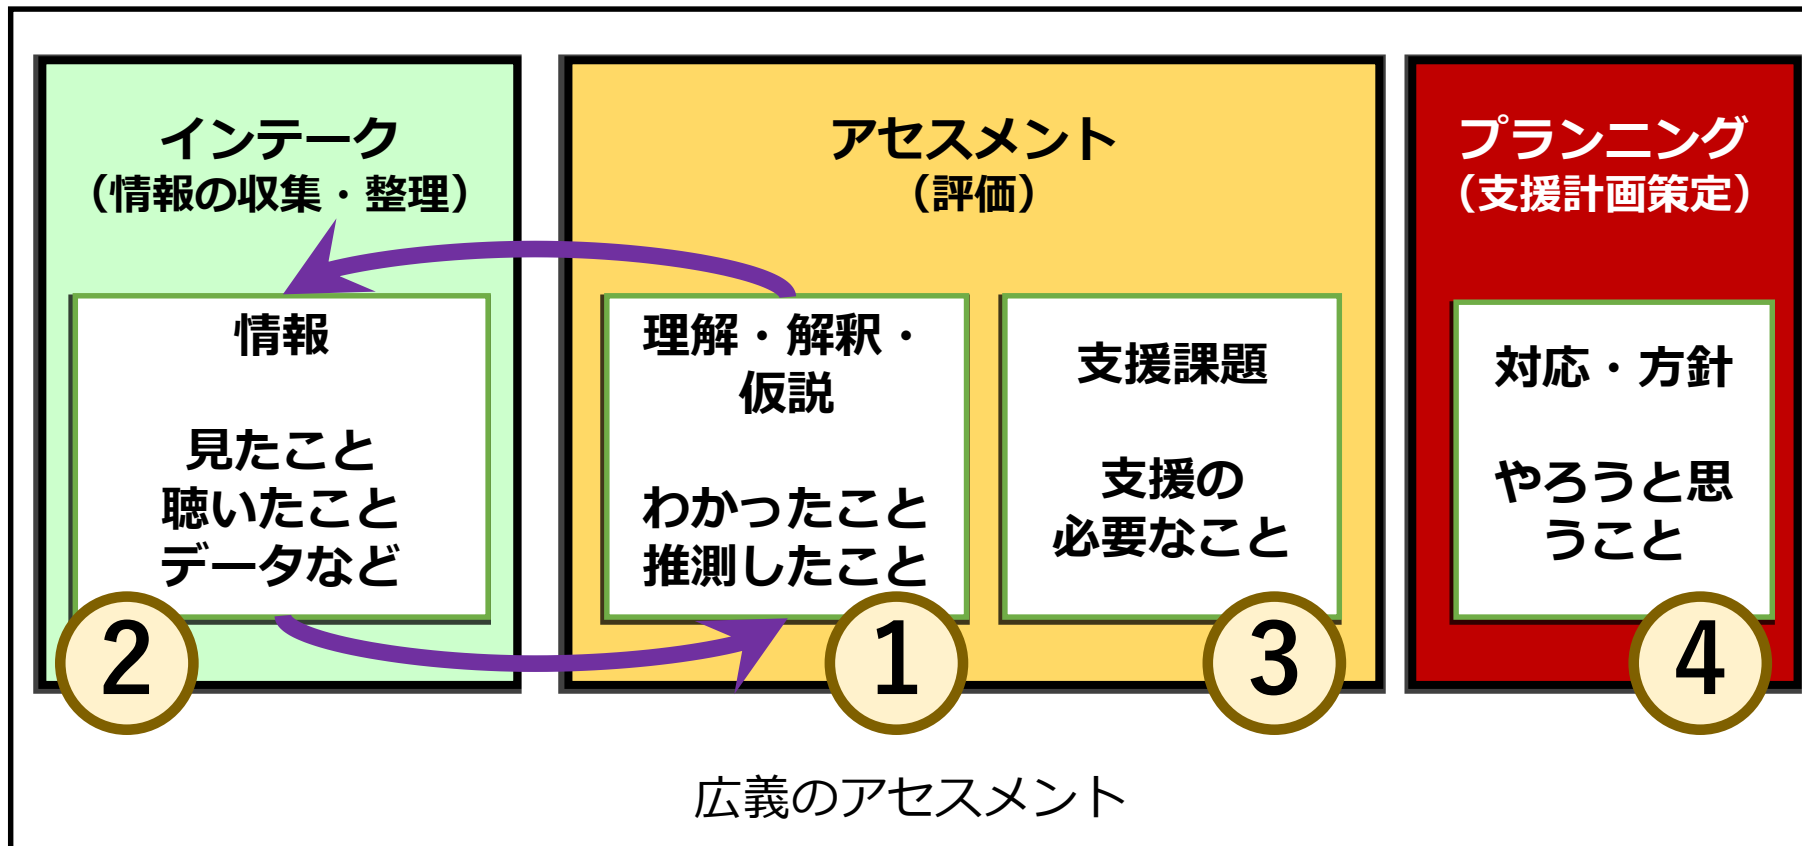 インテーク
（情報の収集・整理）
情報
見たこと
聴いたこと
データなど
2
アセスメント
（評価）
理解・解釈・
仮説
わかったこと
推測したこと
1
支援課題
支援の
必要なこと
3
プランニング
（支援計画策定）
対応・方針
やろうと思
うこと
4
広義のアセスメント